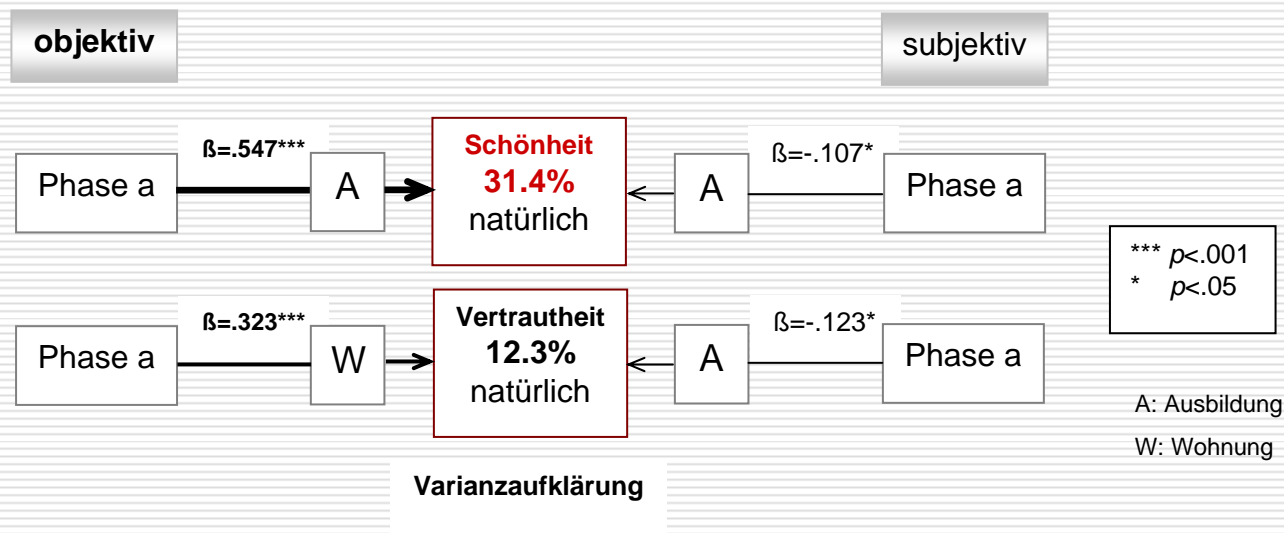 objektiv
subjektiv
ß=.547***
Schönheit
31.4%
natürlich
ß=-.107*
Phase a
A
A
Phase a
*** p<.001
* p<.05
ß=.323***
Vertrautheit
12.3%
natürlich
ß=-.123*
Phase a
W
A
Phase a
A: Ausbildung
W: Wohnung
Varianzaufklärung